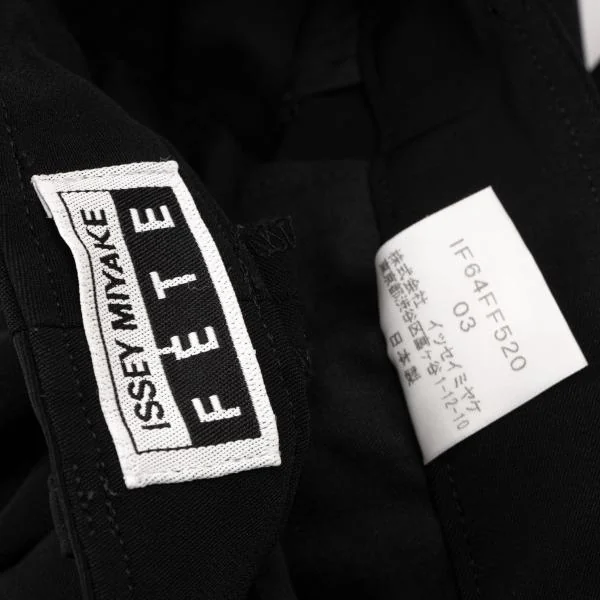 ISSEY MIYAKE
FÊTE
IF64FF520
03
株式会社 イッセイミヤケ
東京都渋谷区富ヶ谷1-12-10
日本製